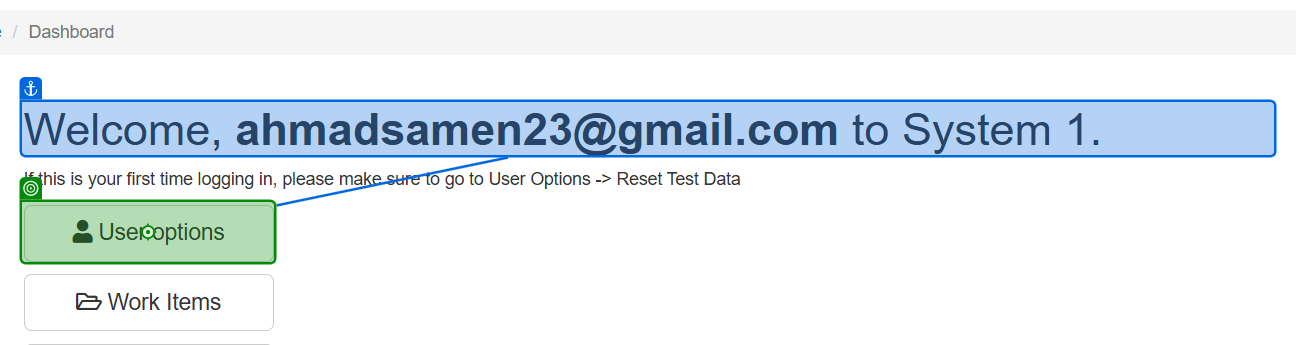 / Dashboard
Welcome, ahmadsamen23@gmail.com to System 1.
If this is your first time logging in, please make sure to go to User Options -> Reset Test Data
User options
Work Items